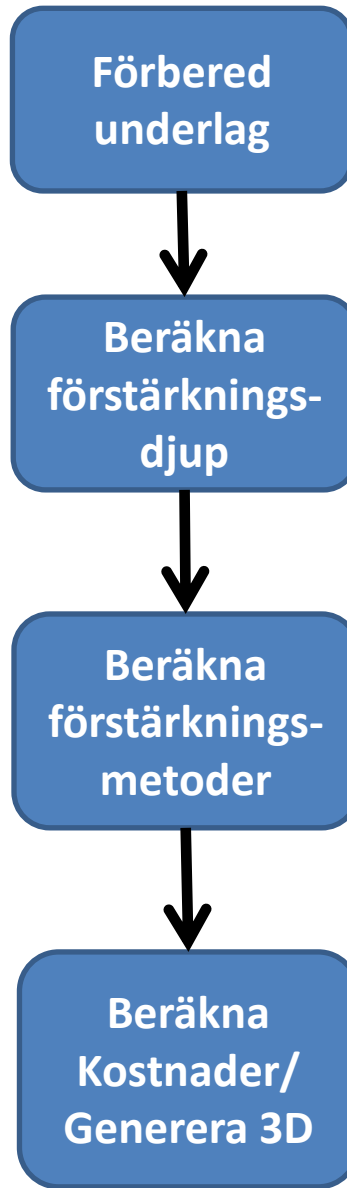 Förbered
underlag
Beräkna
förstärknings-
djup
Beräkna
förstärknings-
metoder
Beräkna
Kostnader/
Generera 3D